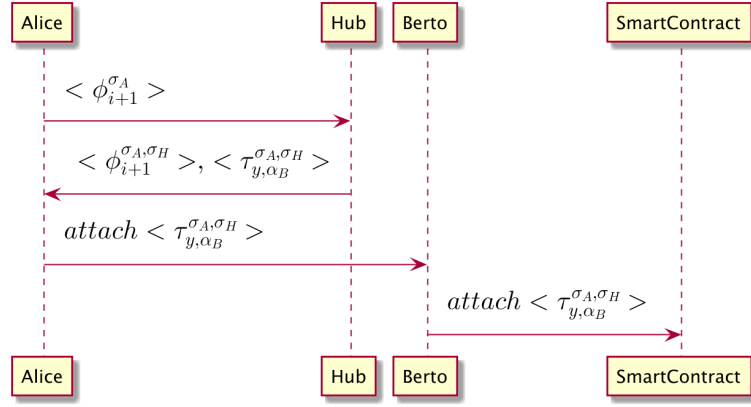 Alice Hub Berto SmartContract
< ϕ_{i+1}^{σ_A} >
< ϕ_{i+1}^{σ_A,σ_H} >, < τ_{y,α_B}^{σ_A,σ_H} >
attach < τ_{y,α_B}^{σ_A,σ_H} >
attach < τ_{y,α_B}^{σ_A,σ_H} >
Alice Hub Berto SmartContract